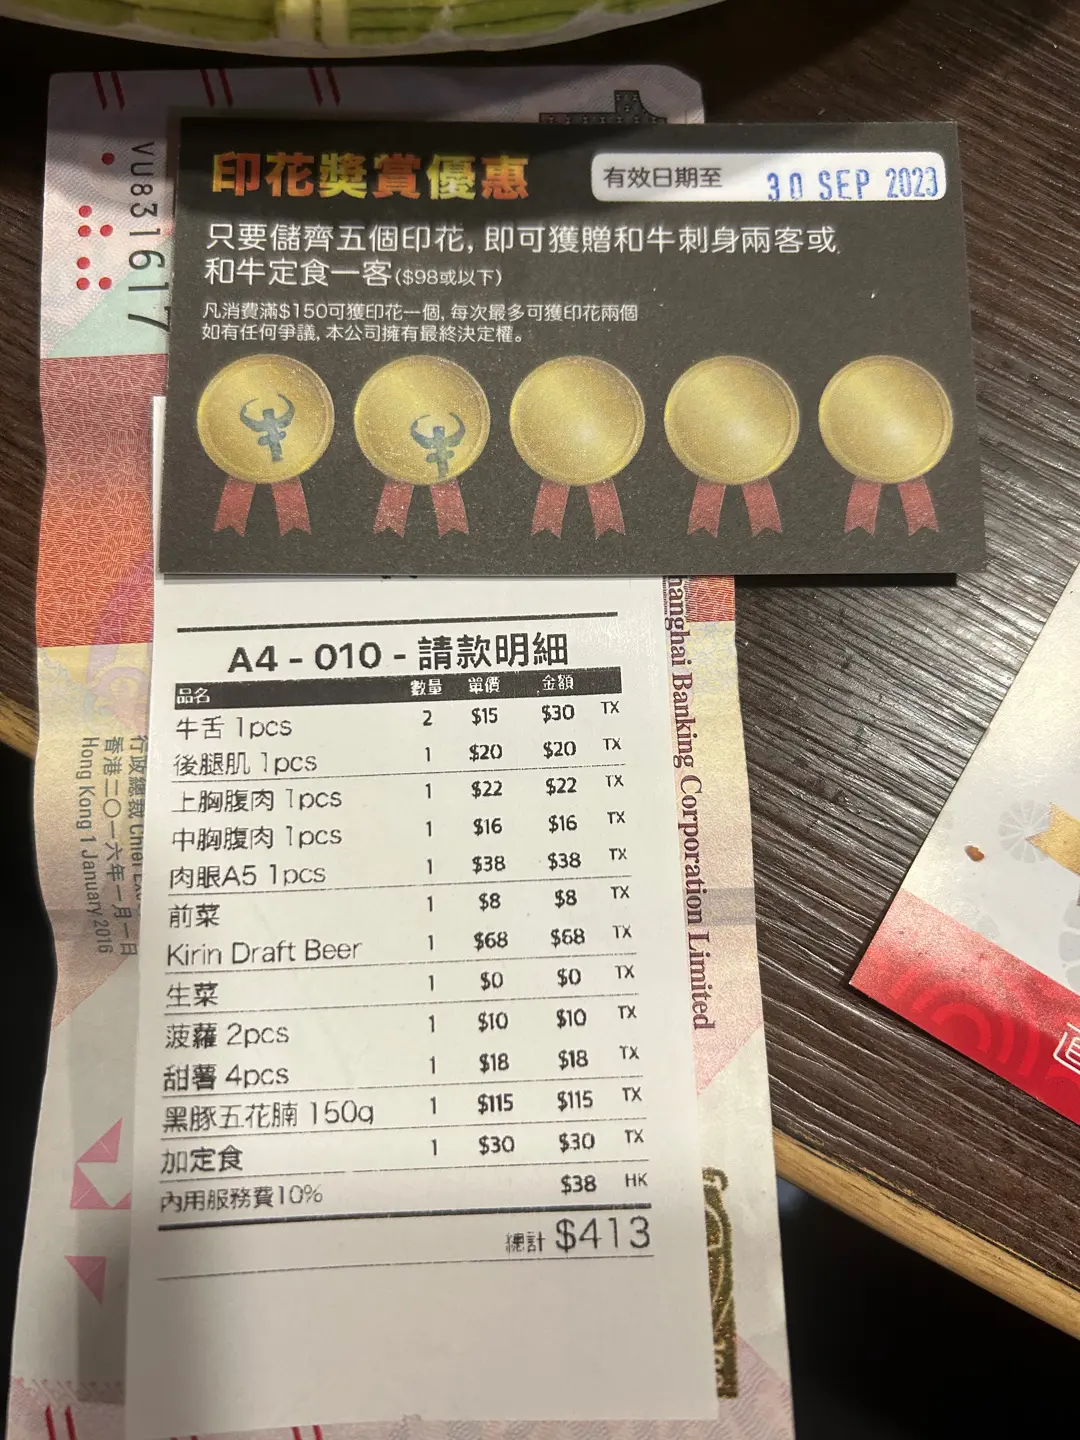 印花獎賞優惠
有效日期至 30 SEP 2023
只要儲齊五個印花, 即可獲贈和牛刺身兩客或
和牛定食一客($98或以下)
凡消費滿$150可獲印花一個, 每次最多可獲印花兩個
如有任何爭議, 本公司擁有最終決定權。
VU831617
A4 - 010 - 請款明細
品名 數量 單價 金額
牛舌 1pcs 2 $15 $30 TX
後腿肌 1pcs 1 $20 $20 TX
上胸腹肉 1pcs 1 $22 $22 TX
中胸腹肉 1pcs 1 $16 $16 TX
肉眼A5 1pcs 1 $38 $38 TX
前菜 1 $8 $8 TX
Kirin Draft Beer 1 $68 $68 TX
生菜 1 $0 $0 TX
菠蘿 2pcs 1 $10 $10 TX
甜薯 4pcs 1 $18 $18 TX
黑豚五花腩 150g 1 $115 $115 TX
加定食 1 $30 $30 TX
內用服務費10% $38 HK
總計 $413
hanghai Banking Corporation Limited
行政總裁 Chief
香港二〇一六年一月一日
Hong Kong 1 January 2016